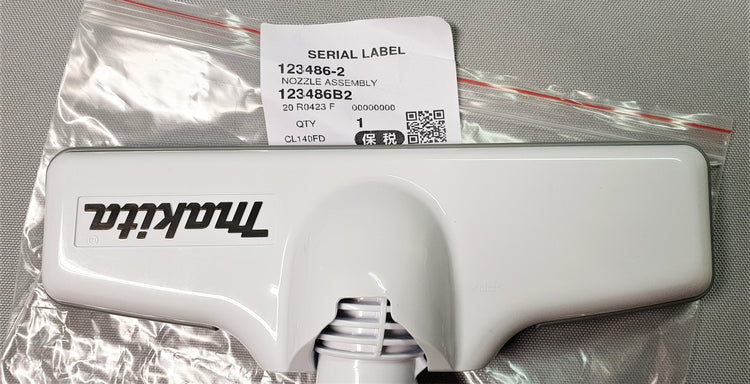 SERIAL LABEL
123486-2
NOZZLE ASSEMBLY
123486B2
20 R0423 F 00000000
QTY 1
CL140FD 保税
makita®